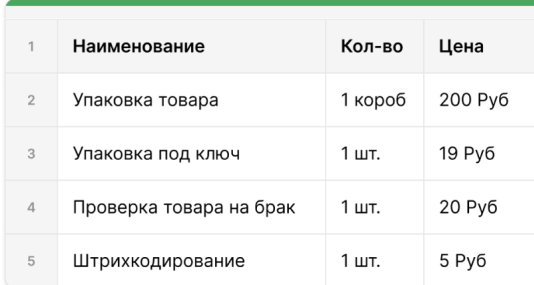 1 Наименование Кол-во Цена
2 Упаковка товара 1 короб 200 Руб
3 Упаковка под ключ 1 шт. 19 Руб
4 Проверка товара на брак 1 шт. 20 Руб
5 Штрихкодирование 1 шт. 5 Руб